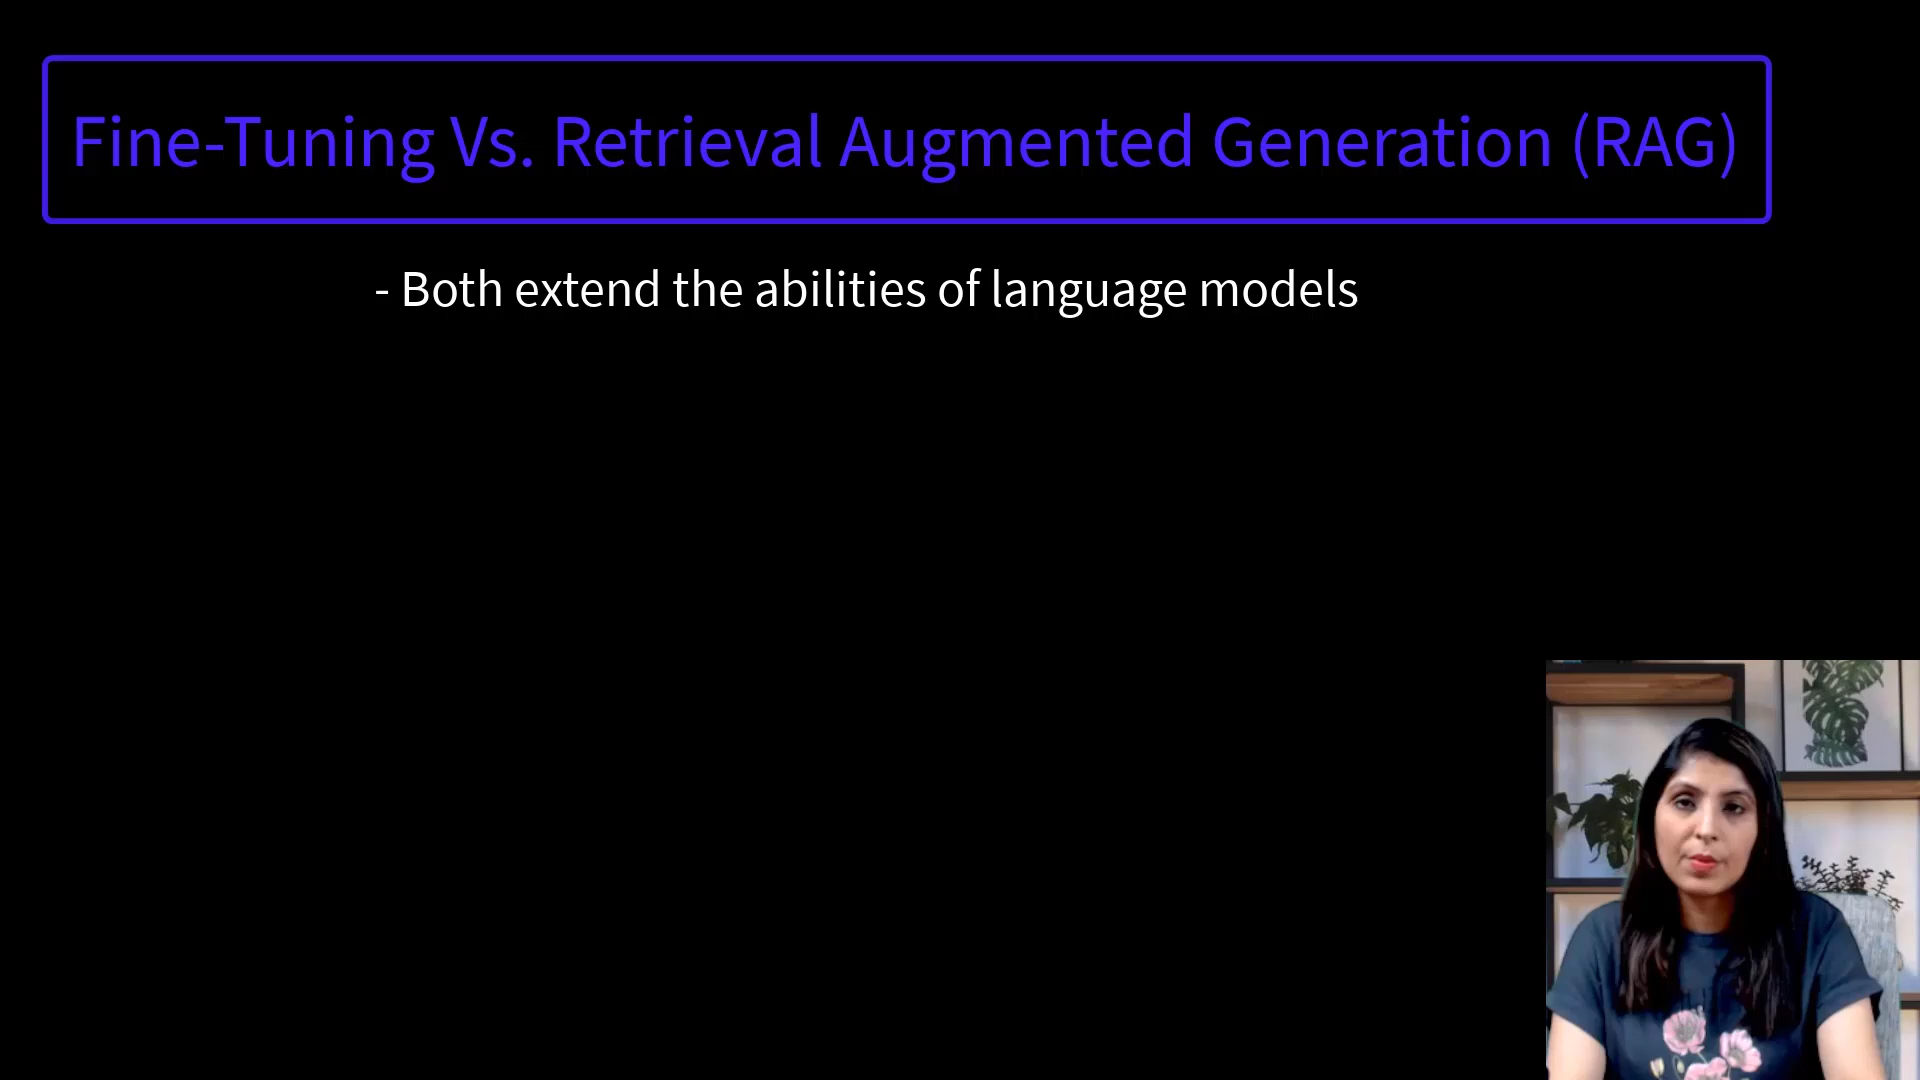 Fine-Tuning Vs. Retrieval Augmented Generation (RAG)
- Both extend the abilities of language models